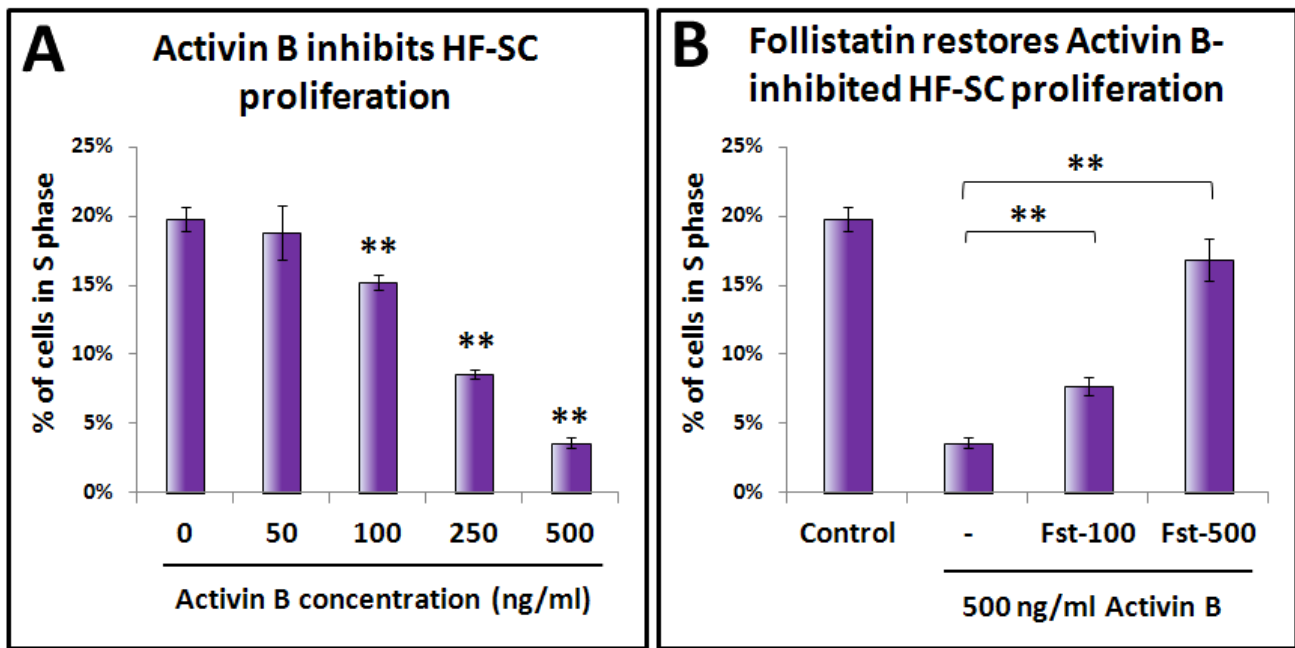 A
Activin B inhibits HF-SC
proliferation
% of cells in S phase
25%
20%
15%
10%
5%
0%
**
**
**
0 50 100 250 500
Activin B concentration (ng/ml)
B
Follistatin restores Activin B-
inhibited HF-SC proliferation
% of cells in S phase
25%
20%
15%
10%
5%
0%
**
**
Control - Fst-100 Fst-500
500 ng/ml Activin B